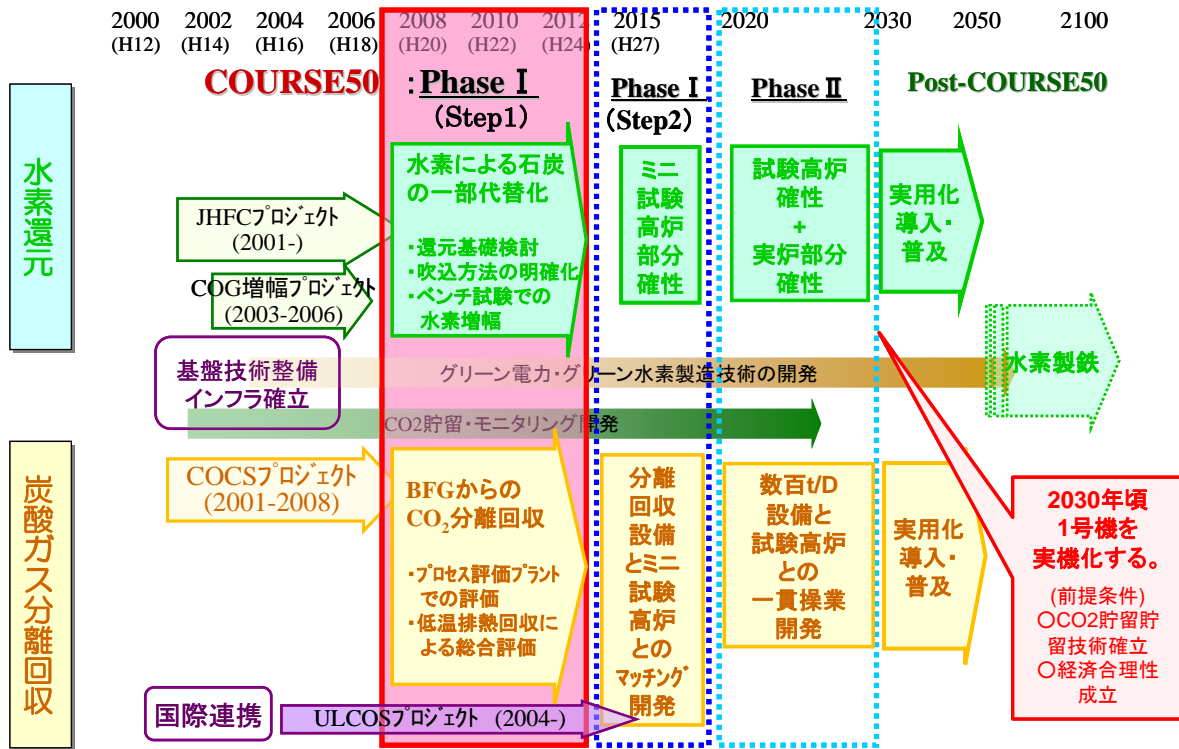 2000 2002 2004 2006 2008 2010 2012 2015 2020 2030 2050 2100
(H12) (H14) (H16) (H18) (H20) (H22) (H24) (H27)
COURSE50 :Phase Ⅰ
(Step1)
Phase Ⅰ
(Step2)
Phase Ⅱ
Post-COURSE50
水素還元
JHFCプロジェクト
(2001-)
COG増幅プロジェクト
(2003-2006)
水素による石炭
の一部代替化
・還元基礎検討
・吹込方法の明確化
・ベンチ試験での
水素増幅
ミニ
試験
高炉
部分
確性
試験高炉
確性
+
実炉部分
確性
実用化
導入・
普及
水素製鉄
基盤技術整備
インフラ確立
グリーン電力・グリーン水素製造技術の開発
CO2貯留・モニタリング開発
炭酸ガス分離回収
COCSプロジェクト
(2001-2008)
BFGからの
CO2分離回収
・プロセス評価プラント
での評価
・低温排熱回収に
よる総合評価
分離
回収
設備
とミニ
試験
高炉
との
マッチング
開発
数百t/D
設備と
試験高炉
との
一貫操業
開発
実用化
導入・
普及
2030年頃
1号機を
実機化する。
(前提条件)
〇CO2貯留貯
留技術確立
〇経済合理性
成立
国際連携
ULCOSプロジェクト (2004-)